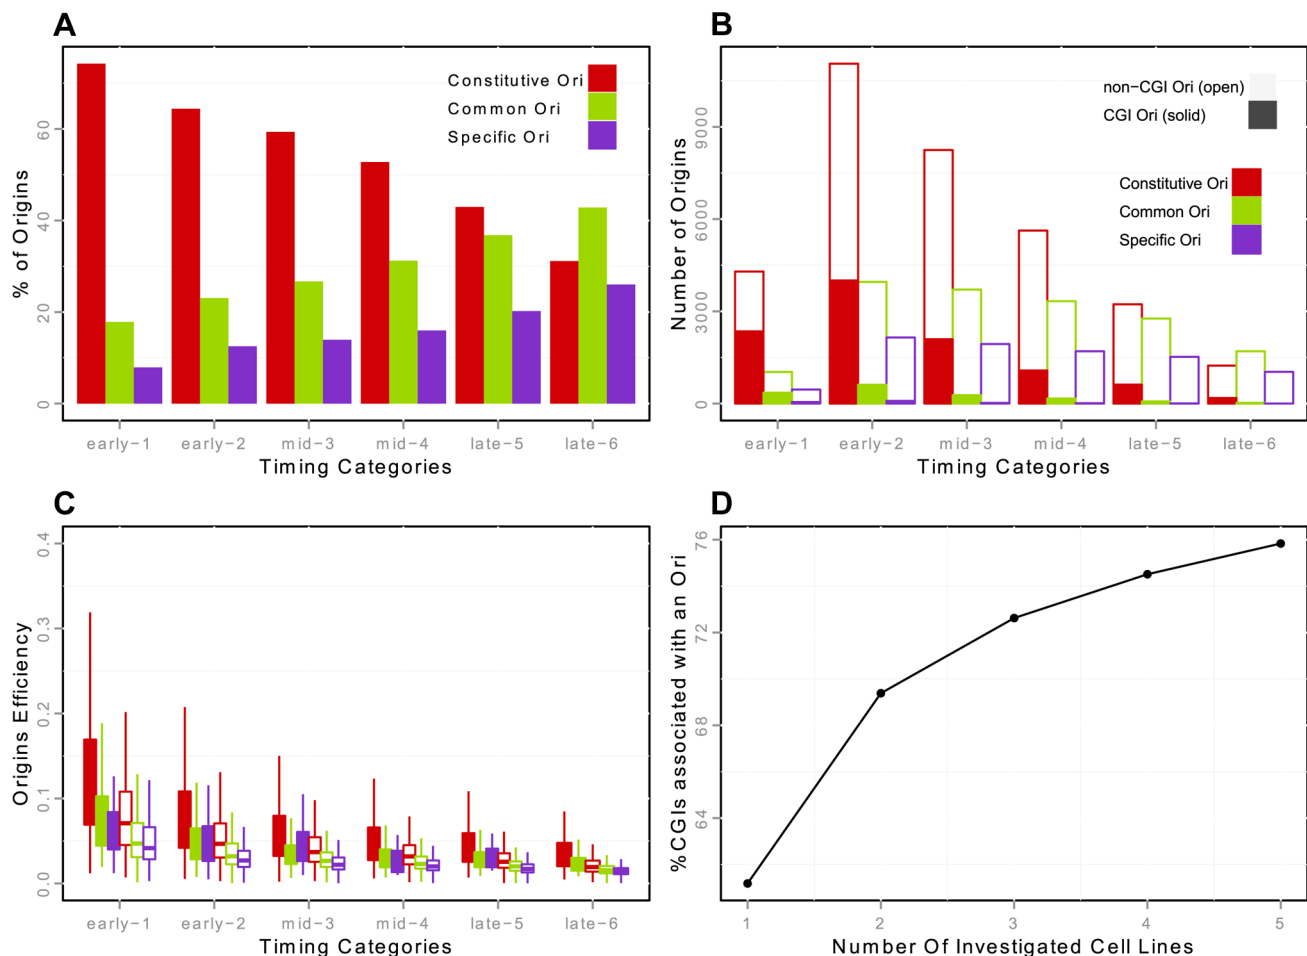 A
Constitutive Ori
Common Ori
Specific Ori
% of Origins
0
20
40
60
early-1
early-2
mid-3
mid-4
late-5
late-6
Timing Categories
B
non-CGI Ori (open)
CGI Ori (solid)
Constitutive Ori
Common Ori
Specific Ori
Number of Origins
0
3000
6000
9000
early-1
early-2
mid-3
mid-4
late-5
late-6
Timing Categories
C
Origins Efficiency
0.0
0.1
0.2
0.3
0.4
early-1
early-2
mid-3
mid-4
late-5
late-6
Timing Categories
D
%CGIs associated with an Ori
64
68
72
76
1
2
3
4
5
Number Of Investigated Cell Lines